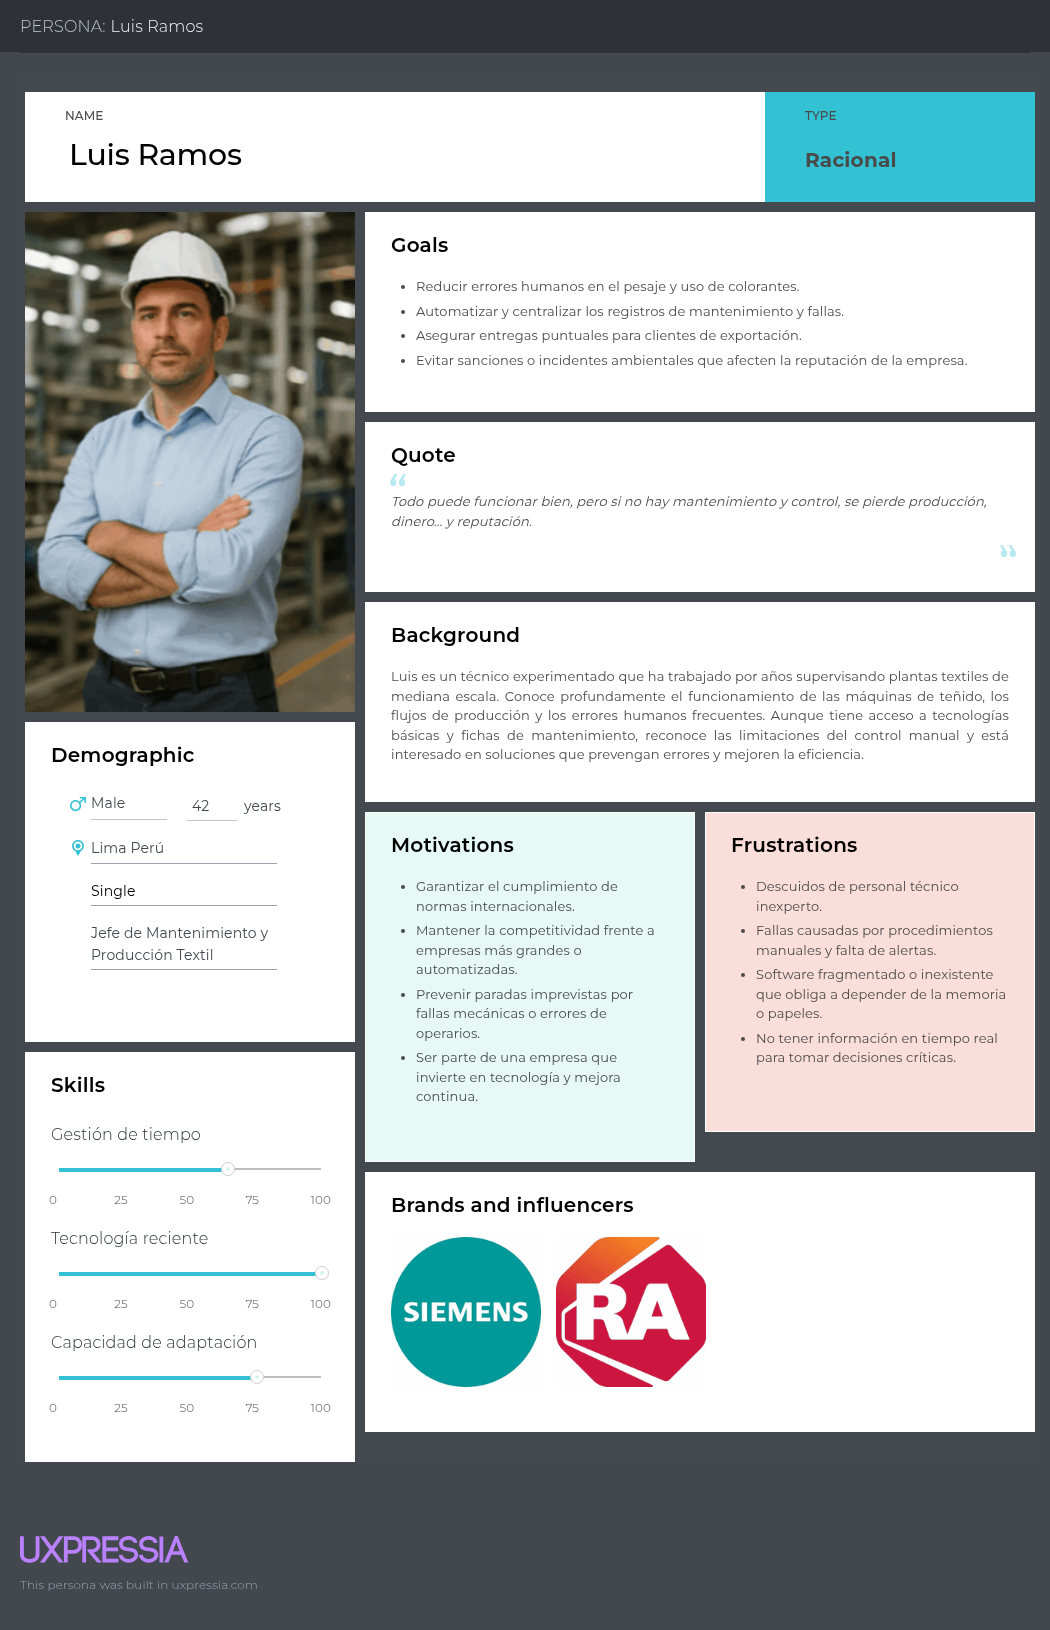 PERSONA: Luis Ramos
NAME
Luis Ramos
TYPE
Racional
Goals
• Reducir errores humanos en el pesaje y uso de colorantes.
• Automatizar y centralizar los registros de mantenimiento y fallas.
• Asegurar entregas puntuales para clientes de exportación.
• Evitar sanciones o incidentes ambientales que afecten la reputación de la empresa.
Quote
“
Todo puede funcionar bien, pero si no hay mantenimiento y control, se pierde producción,
dinero... y reputación.
”
Background
Luis es un técnico experimentado que ha trabajado por años supervisando plantas textiles de
mediana escala. Conoce profundamente el funcionamiento de las máquinas de teñido, los
flujos de producción y los errores humanos frecuentes. Aunque tiene acceso a tecnologías
básicas y fichas de mantenimiento, reconoce las limitaciones del control manual y está
interesado en soluciones que prevengan errores y mejoren la eficiencia.
Demographic
Male 42 years
Lima Perú
Single
Jefe de Mantenimiento y
Producción Textil
Motivations
• Garantizar el cumplimiento de
normas internacionales.
• Mantener la competitividad frente a
empresas más grandes o
automatizadas.
• Prevenir paradas imprevistas por
fallas mecánicas o errores de
operarios.
• Ser parte de una empresa que
invierte en tecnología y mejora
continua.
Frustrations
• Descuidos de personal técnico
inexperto.
• Fallas causadas por procedimientos
manuales y falta de alertas.
• Software fragmentado o inexistente
que obliga a depender de la memoria
o papeles.
• No tener información en tiempo real
para tomar decisiones críticas.
Skills
Gestión de tiempo
0 25 50 75 100
Tecnología reciente
0 25 50 75 100
Capacidad de adaptación
0 25 50 75 100
Brands and influencers
SIEMENS
RA
UXPRESSIA
This persona was built in uxpressia.com